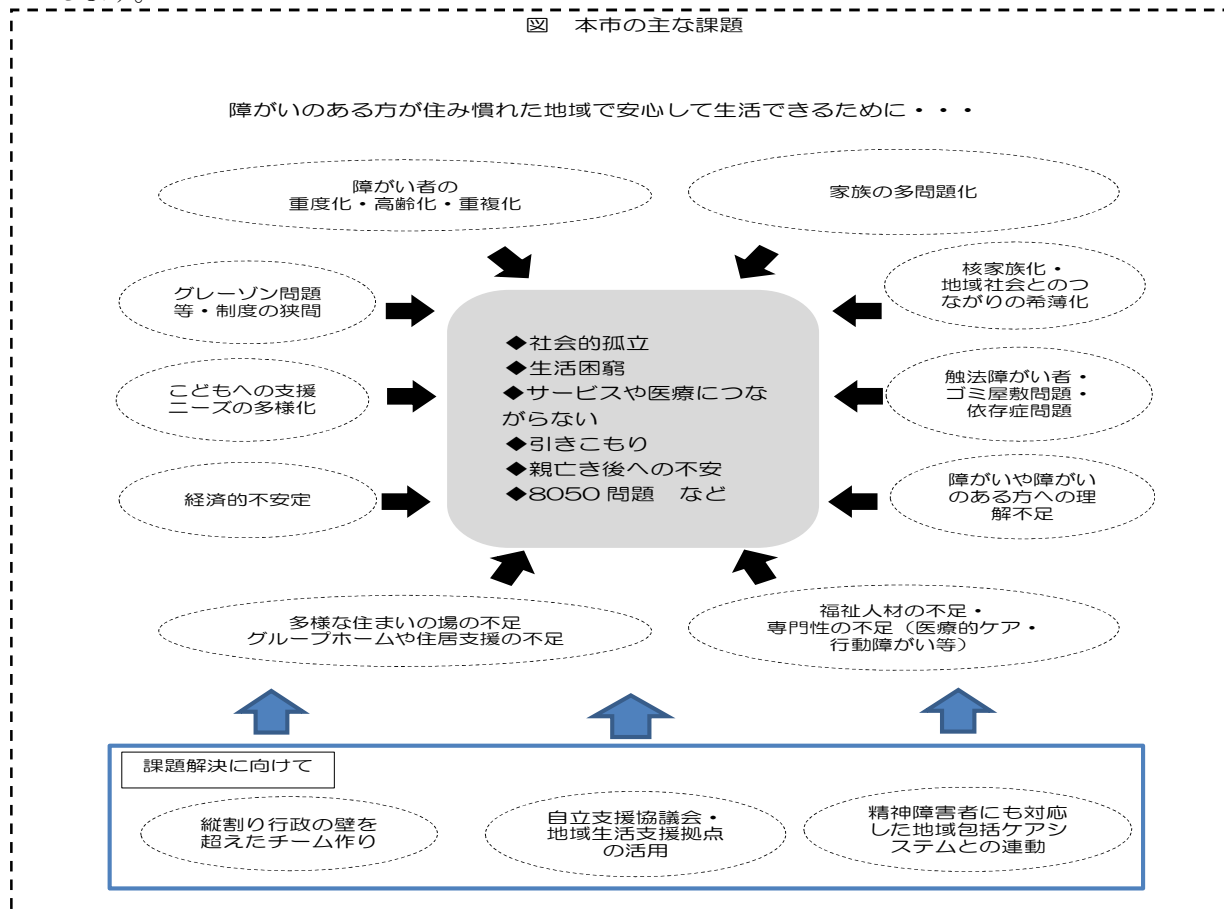 図　本市の主な課題
障がいのある方が住み慣れた地域で安心して生活できるために・・・
障がい者の
重度化・高齢化・重複化
家族の多問題化
グレーゾン問題
等・制度の狭間
核家族化・
地域社会とのつ
ながりの希薄化
こどもへの支援
ニーズの多様化
触法障がい者・
ゴミ屋敷問題・
依存症問題
経済的不安定
障がいや障がい
のある方への理
解不足
◆社会的孤立
◆生活困窮
◆サービスや医療につな
がらない
◆引きこもり
◆親亡き後への不安
◆8050 問題　など
多様な住まいの場の不足
グループホームや住居支援の不足
福祉人材の不足・
専門性の不足（医療的ケア・
行動障がい等）
課題解決に向けて
縦割り行政の壁を
超えたチーム作り
自立支援協議会・
地域生活支援拠点
の活用
精神障害者にも対応
した地域包括ケアシ
ステムとの連動